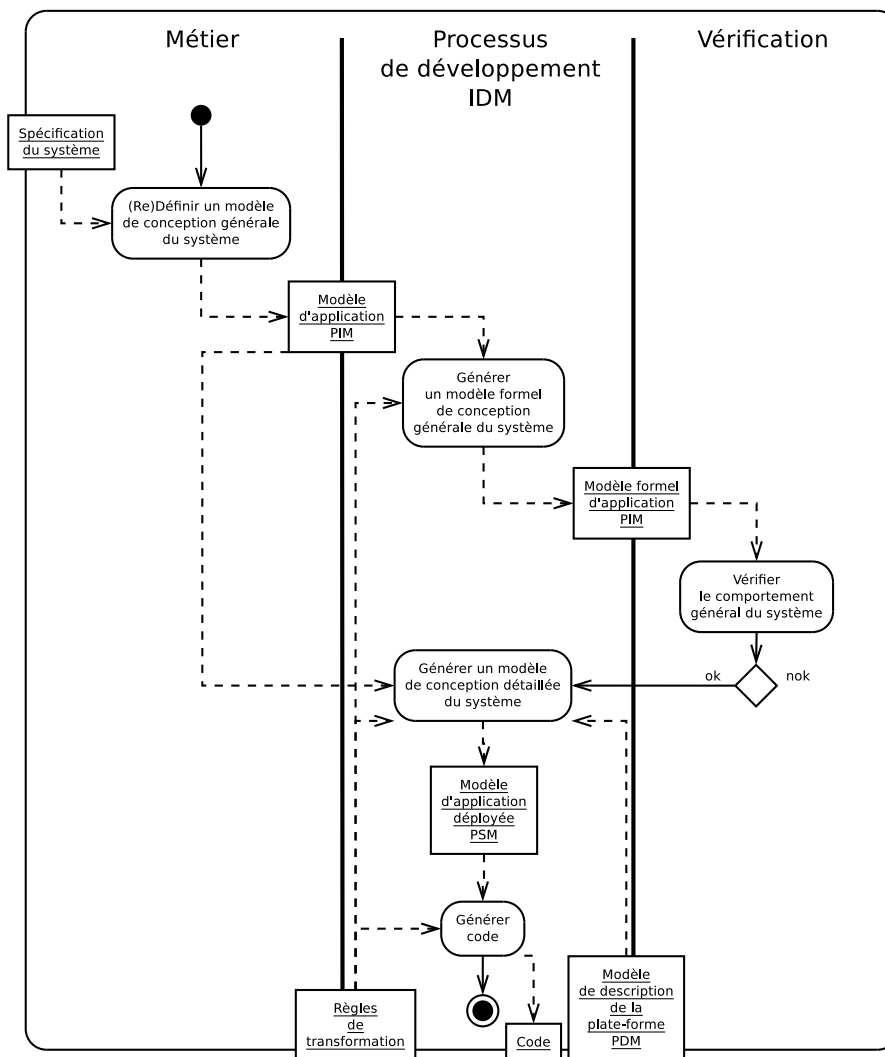 Métier
Processus
de développement
IDM
Vérification
Spécification
du système
(Re)Définir un modèle
de conception générale
du système
Modèle
d'application
PIM
Générer
un modèle formel
de conception
générale du système
Modèle formel
d'application
PIM
Vérifier
le comportement
général du système
ok
nok
Générer un modèle
de conception détaillée
du système
Modèle
d'application
déployée
PSM
Générer
code
Règles
de
transformation
Code
Modèle
de description
de la
plate-forme
PDM